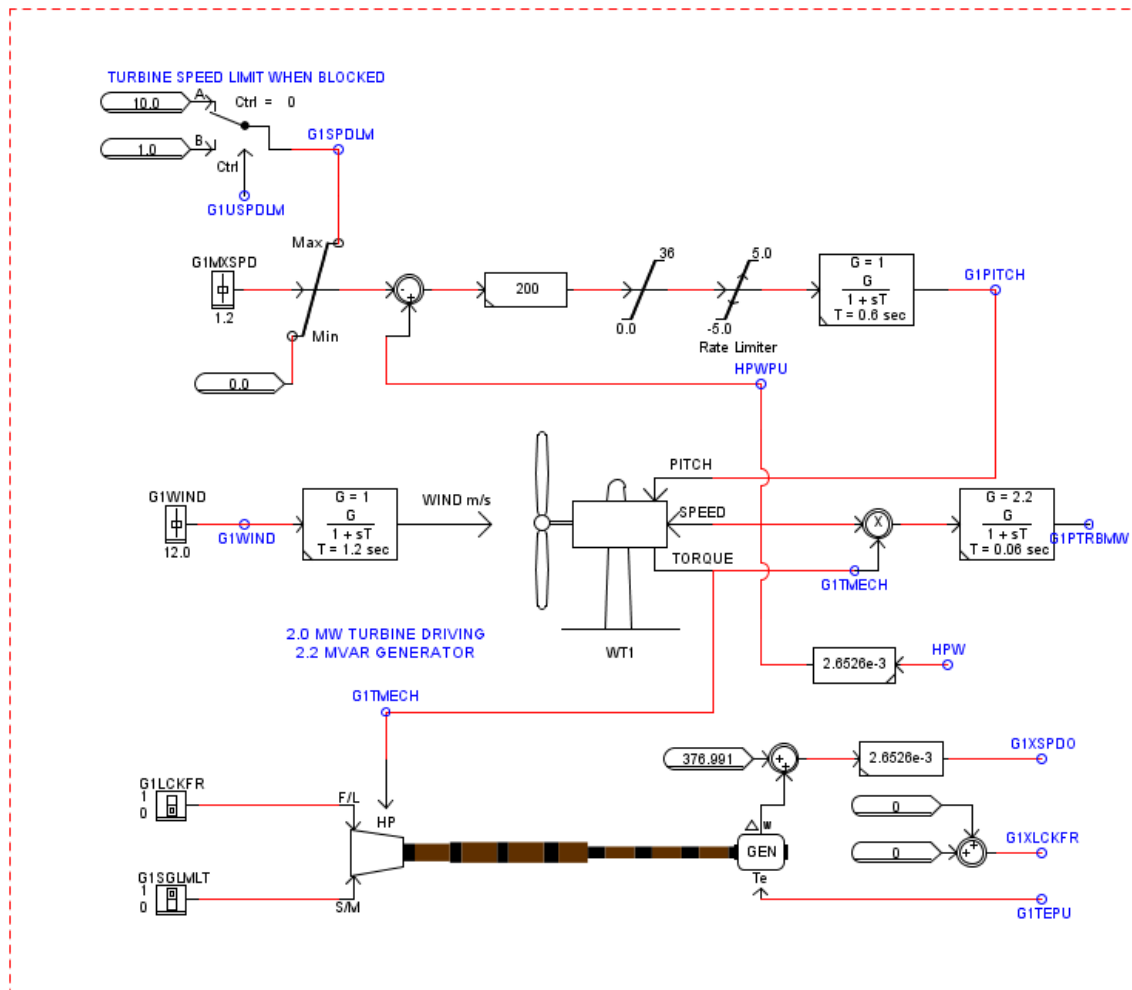 TURBINE SPEED LIMIT WHEN BLOCKED
10.0
A
Ctrl = 0
1.0
B
Ctrl
G1SPDLM
G1USPDLM
Max
G1MXSPD
1.2
Min
0.0
-
+
200
36
0.0
5.0
-5.0
Rate Limiter
G = 1
G
1 + sT
T = 0.6 sec
G1PITCH
HPWPU
G1WIND
12.0
G1WIND
G = 1
G
1 + sT
T = 1.2 sec
WIND m/s
PITCH
SPEED
TORQUE
WT1
X
G1TMECH
G = 2.2
G
1 + sT
T = 0.06 sec
G1PTRBMW
2.0 MW TURBINE DRIVING
2.2 MVAR GENERATOR
2.6526e-3
HPW
G1TMECH
376.991
+
+
2.6526e-3
G1XSPDO
G1LCKFR
1
0
F/L
HP
G1SGLMLT
1
0
S/M
△ w
GEN
Te
0
0
+
+
G1XLCKFR
G1TEPU